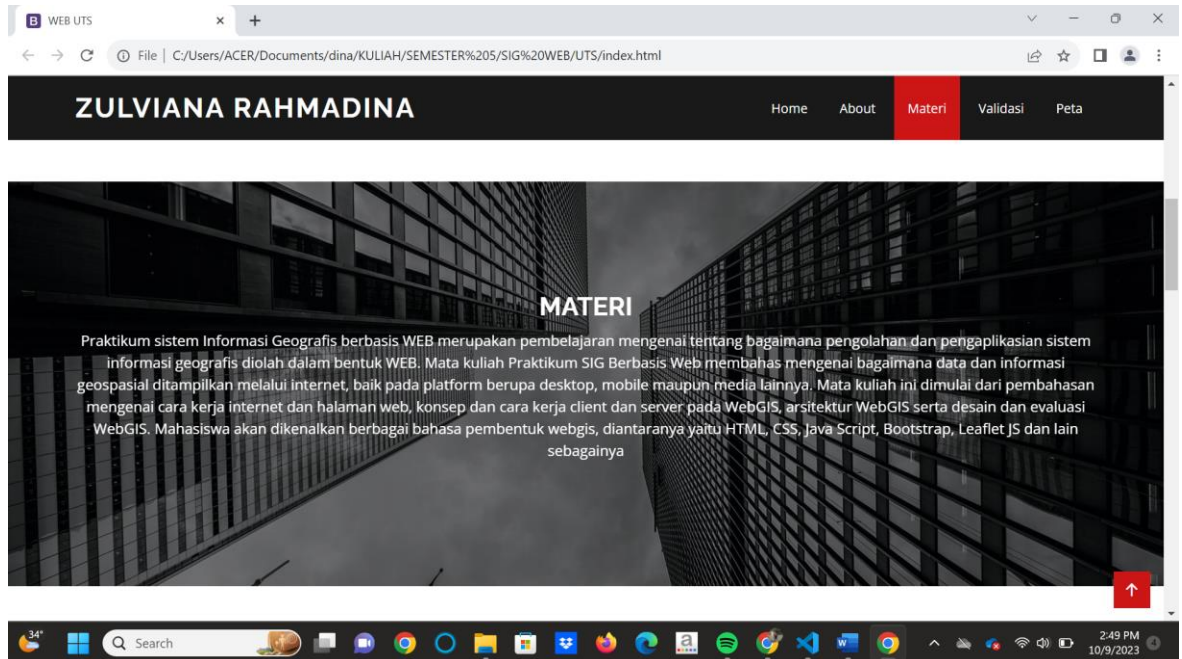 WEB UTS
File | C:/Users/ACER/Documents/dina/KULIAH/SEMESTER%205/SIG%20WEB/UTS/index.html
ZULVIANA RAHMADINA
Home About Materi Validasi Peta
MATERI
Praktikum sistem Informasi Geografis berbasis WEB merupakan pembelajaran mengenai tentang bagaimana pengolahan dan pengaplikasian sistem
informasi geografis diolah dalam bentuk WEB. Mata kuliah Praktikum SIG Berbasis Web membahas mengenai bagaimana data dan informasi
geospasial ditampilkan melalui internet, baik pada platform berupa desktop, mobile maupun media lainnya. Mata kuliah ini dimulai dari pembahasan
mengenai cara kerja internet dan halaman web, konsep dan cara kerja client dan server pada WebGIS, arsitektur WebGIS serta desain dan evaluasi
WebGIS. Mahasiswa akan dikenalkan berbagai bahasa pembentuk webgis, diantaranya yaitu HTML, CSS, Java Script, Bootstrap, Leaflet JS dan lain
sebagainya
34°
Search
2:49 PM
10/9/2023
4